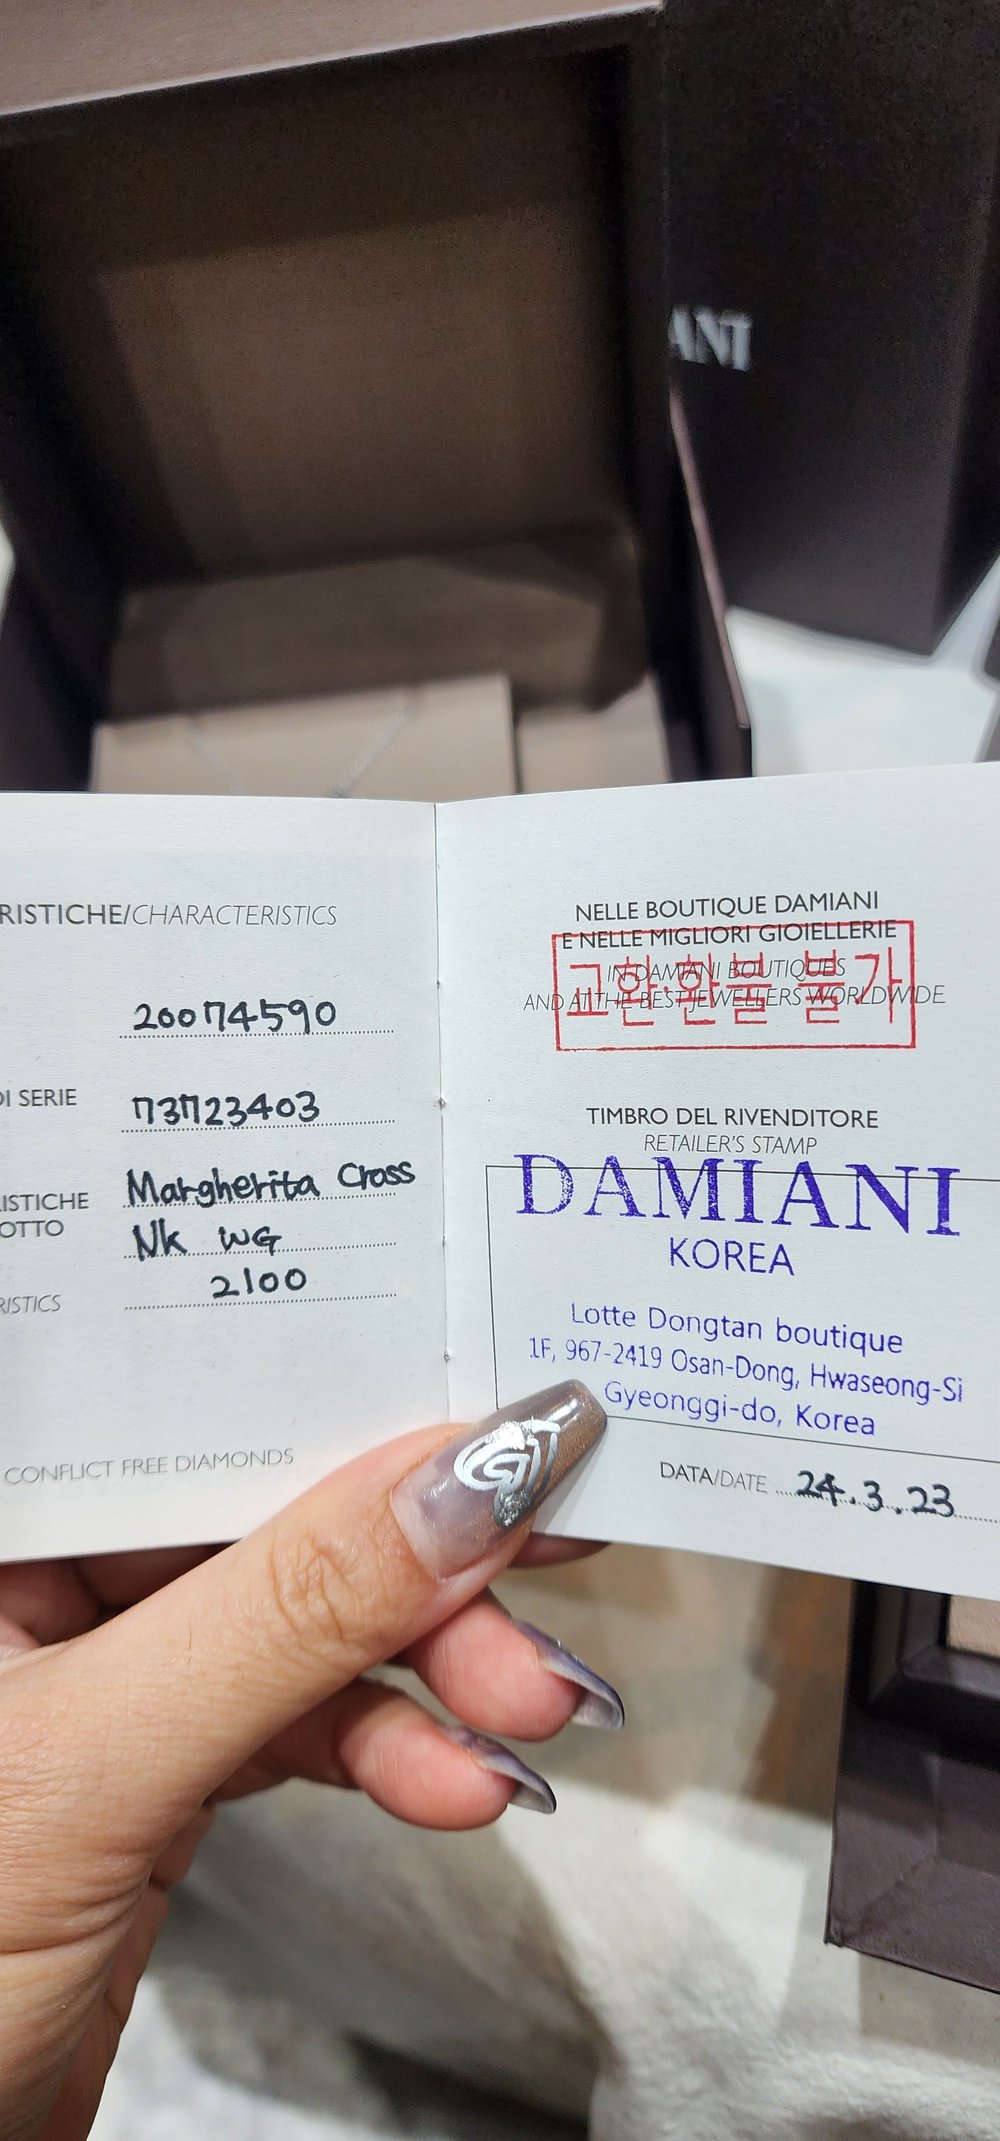 ANI
RISTICHE/CHARACTERISTICS
20074590
DI SERIE
73723403
Margherita Cross
RISTICHE
Nk WG
OTTO
2100
RISTICS
CONFLICT FREE DIAMONDS
NELLE BOUTIQUE DAMIANI
E NELLE MIGLIORI GIOIELLERIE
IN DAMIANI BOUTIQUES
AND AT THE BEST JEWELLERS WORLDWIDE
교환·환불 불가
TIMBRO DEL RIVENDITORE
RETAILER'S STAMP
DAMIANI
KOREA
Lotte Dongtan boutique
1F, 967-2419 Osan-Dong, Hwaseong-Si
Gyeonggi-do, Korea
DATA/DATE 24.3.23